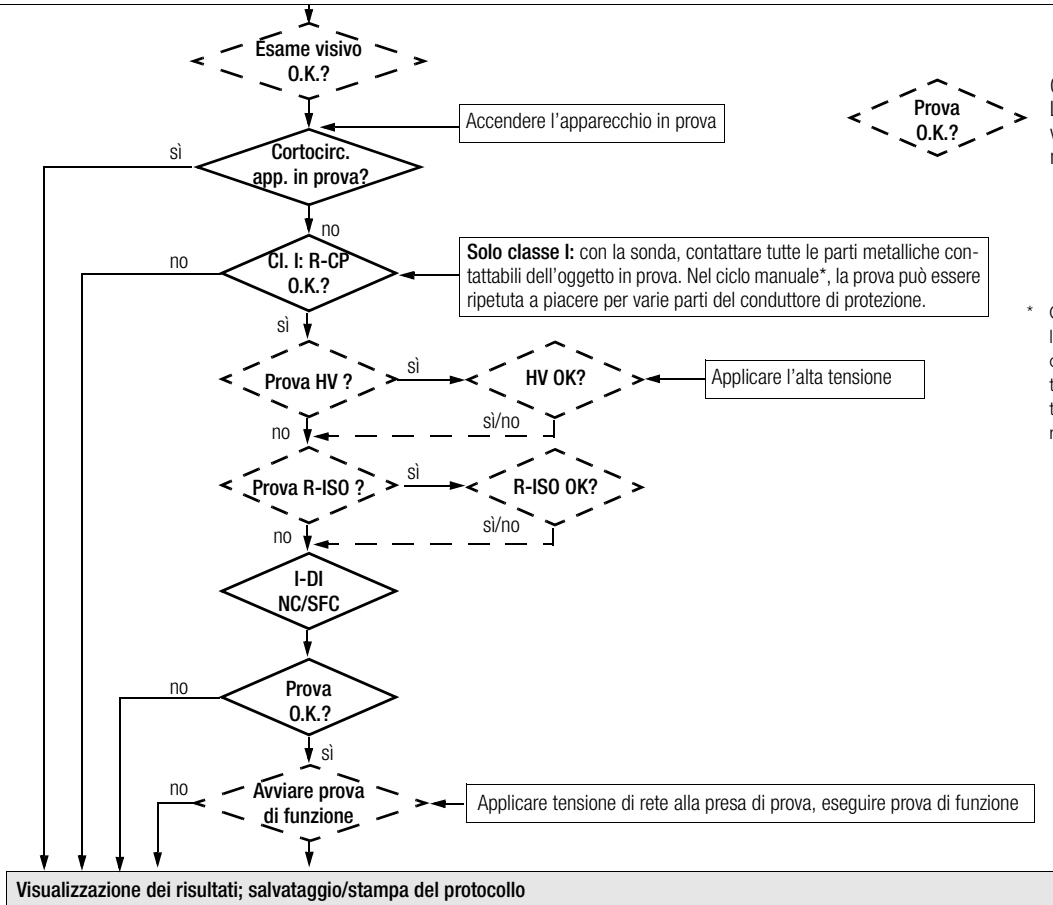 Esame visivo
O.K.?
Accendere l'apparecchio in prova
Prova
O.K.?
sì
Cortocirc.
app. in prova?
no
no
Cl. I: R-CP
O.K.?
Solo classe I: con la sonda, contattare tutte le parti metalliche con-
tattabili dell'oggetto in prova. Nel ciclo manuale*, la prova può essere
ripetuta a piacere per varie parti del conduttore di protezione.
*
sì
Prova HV ?
sì
HV OK?
Applicare l'alta tensione
no
sì/no
Prova R-ISO ?
sì
R-ISO OK?
no
sì/no
I-DI
NC/SFC
no
Prova
O.K.?
sì
no
Avviare prova
di funzione
Applicare tensione di rete alla presa di prova, eseguire prova di funzione
Visualizzazione dei risultati; salvataggio/stampa del protocollo